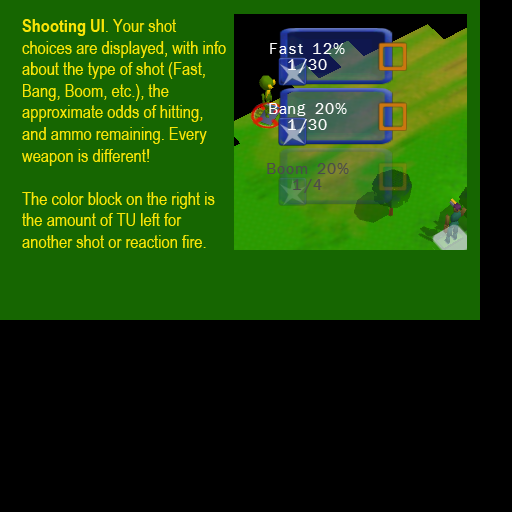 Shooting UI. Your shot
choices are displayed, with info
about the type of shot (Fast,
Bang, Boom, etc.), the
approximate odds of hitting,
and ammo remaining. Every
weapon is different!
The color block on the right is
the amount of TU left for
another shot or reaction fire.
Fast 12%
1/30
Bang 20%
1/30
Boom 20%
1/4